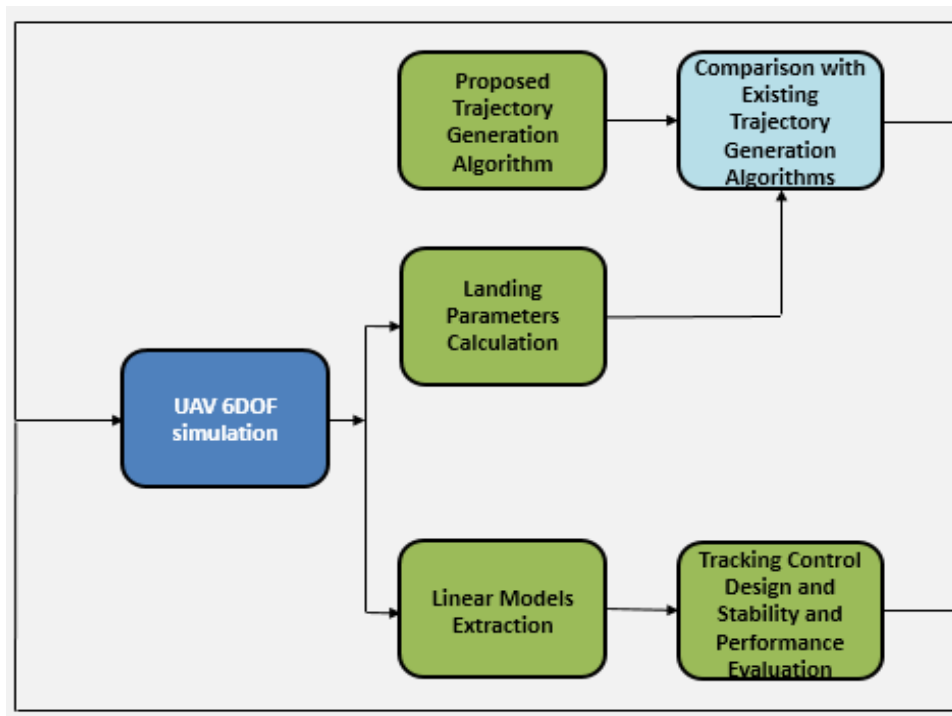 Proposed
Trajectory
Generation
Algorithm
Comparison with
Existing
Trajectory
Generation
Algorithms
Landing
Parameters
Calculation
UAV 6DOF
simulation
Linear Models
Extraction
Tracking Control
Design and
Stability and
Performance
Evaluation